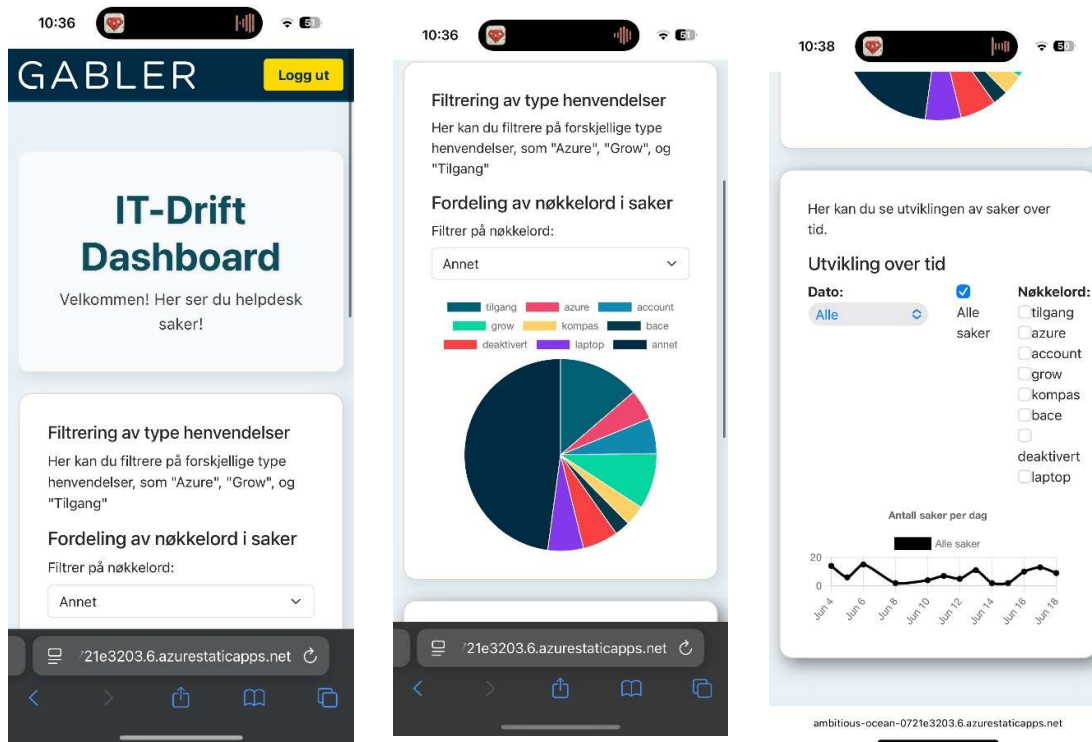 10:36
51
GABLER
Logg ut
IT-Drift
Dashboard
Velkommen! Her ser du helpdesk
saker!
Filtrering av type henvendelser
Her kan du filtrere på forskjellige type
henvendelser, som "Azure", "Grow", og
"Tilgang"
Fordeling av nøkkelord i saker
Filtrer på nøkkelord:
Annet
721e3203.6.azurestaticapps.net
10:36
51
Filtrering av type henvendelser
Her kan du filtrere på forskjellige type
henvendelser, som "Azure", "Grow", og
"Tilgang"
Fordeling av nøkkelord i saker
Filtrer på nøkkelord:
Annet
tilgang azure account
grow kompas bace
deaktivert laptop annet
721e3203.6.azurestaticapps.net
10:38
50
Her kan du se utviklingen av saker over
tid.
Utvikling over tid
Dato:
Alle
Alle
saker
Nøkkelord:
tilgang
azure
account
grow
kompas
bace
deaktivert
laptop
Antall saker per dag
Alle saker
20
0
Jun 4 Jun 6 Jun 8 Jun 10 Jun 12 Jun 14 Jun 16 Jun 18
ambitious-ocean-0721e3203.6.azurestaticapps.net